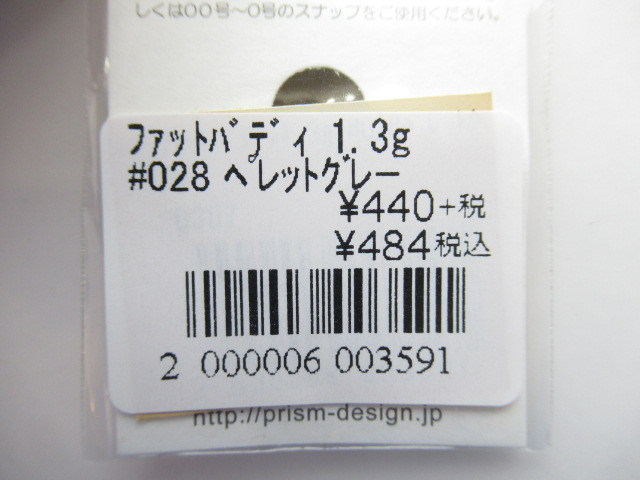 しくは00号～0号のスナップをご使用ください。
ファットバディ 1.3g
#028 ヘレットグレー
¥440+税
¥484税込
2 000006 003591
http://prism-design.jp